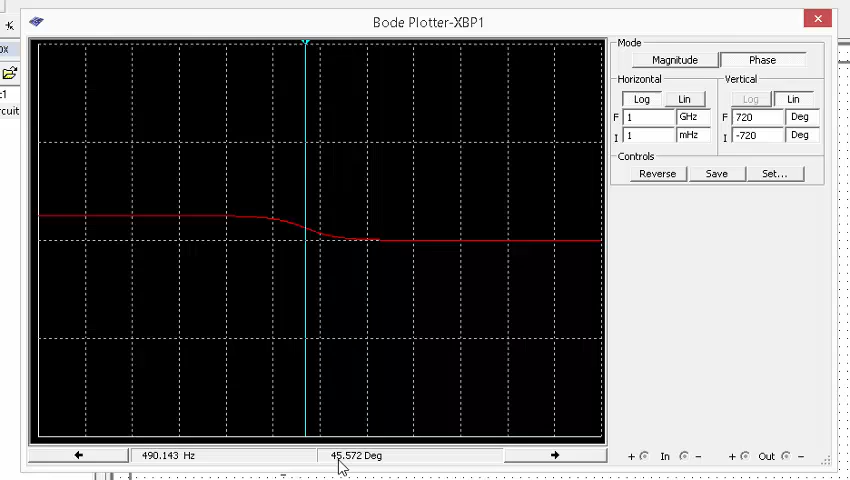 Bode Plotter-XBP1
Mode
Magnitude Phase
Horizontal Vertical
Log Lin Log Lin
F 1 GHz F 720 Deg
I 1 mHz I -720 Deg
Controls
Reverse Save Set...
490.143 Hz 45.572 Deg
+ In - + Out -
cuit